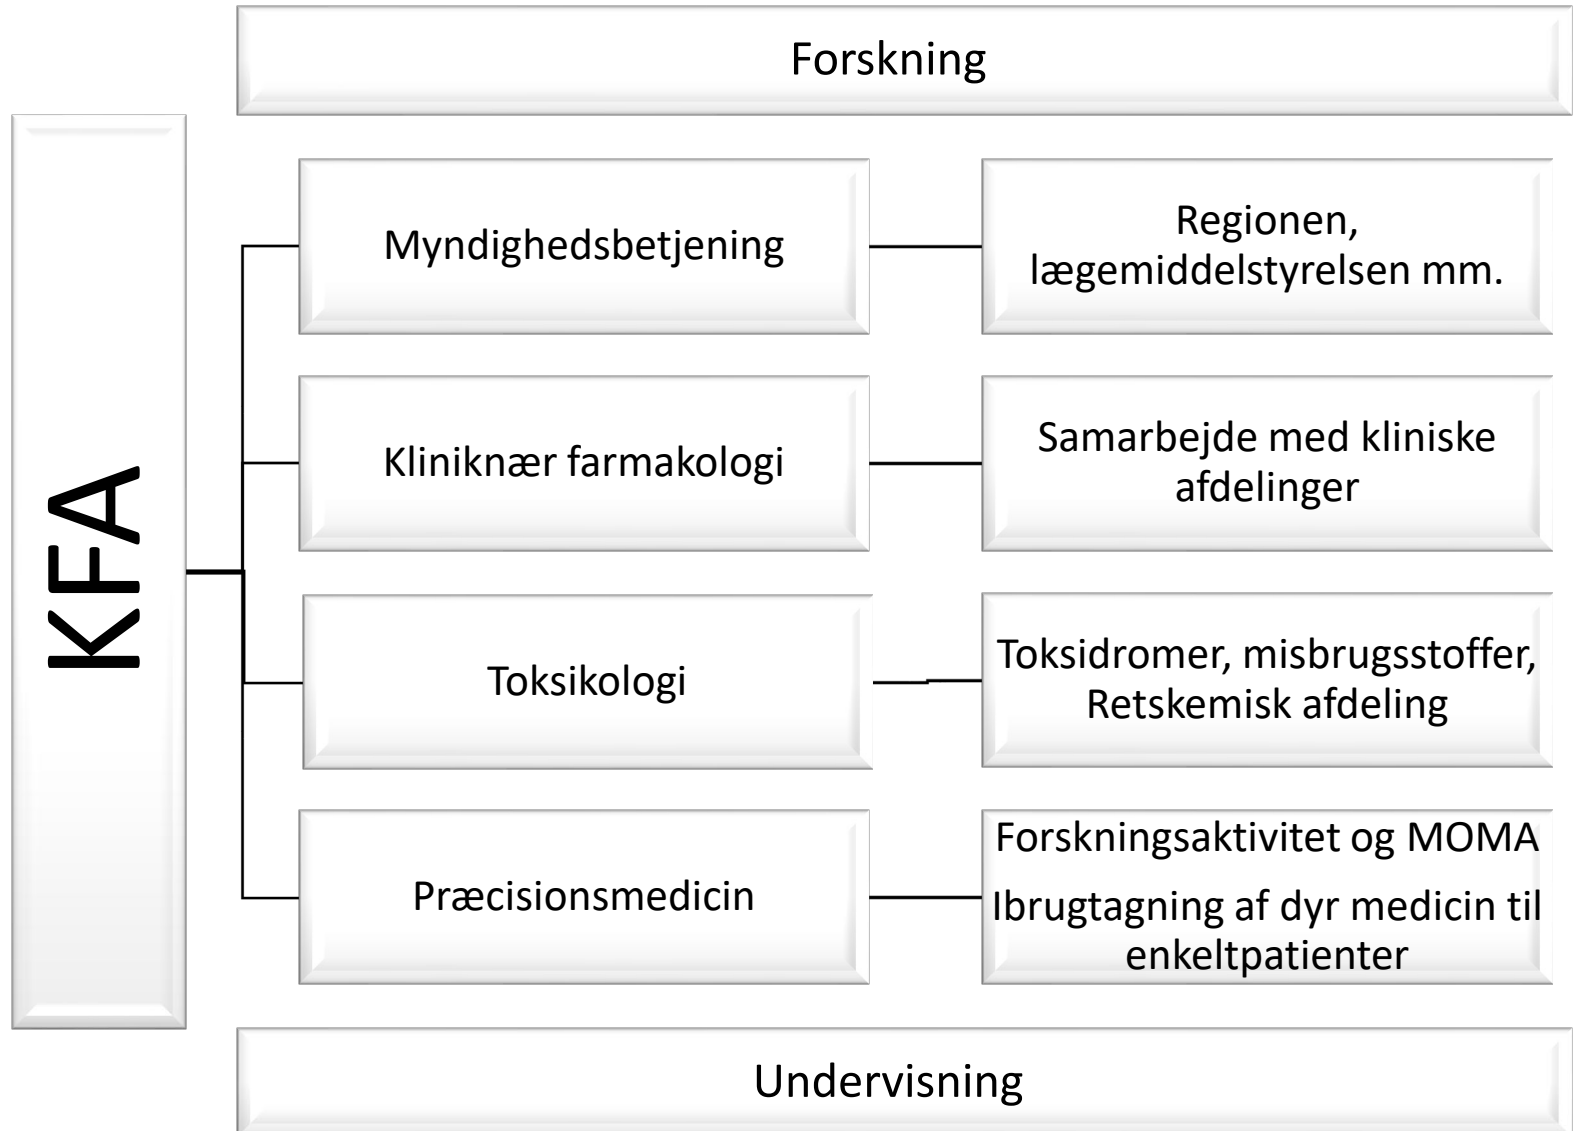 Forskning
KFA
Myndighedsbetjening
Regionen,
lægemiddelstyrelsen mm.
Kliniknær farmakologi
Samarbejde med kliniske
afdelinger
Toksikologi
Toksidromer, misbrugsstoffer,
Retskemisk afdeling
Præcisionsmedicin
Forskningsaktivitet og MOMA
Ibrugtagning af dyr medicin til
enkeltpatienter
Undervisning